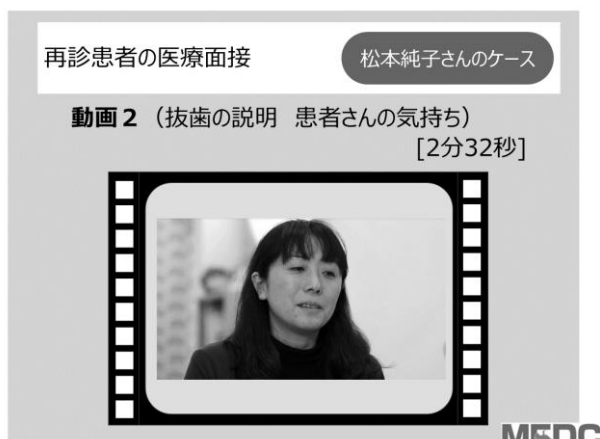 再診患者の医療面接
松本純子さんのケース
動画２（抜歯の説明 患者さんの気持ち）
[2分32秒]